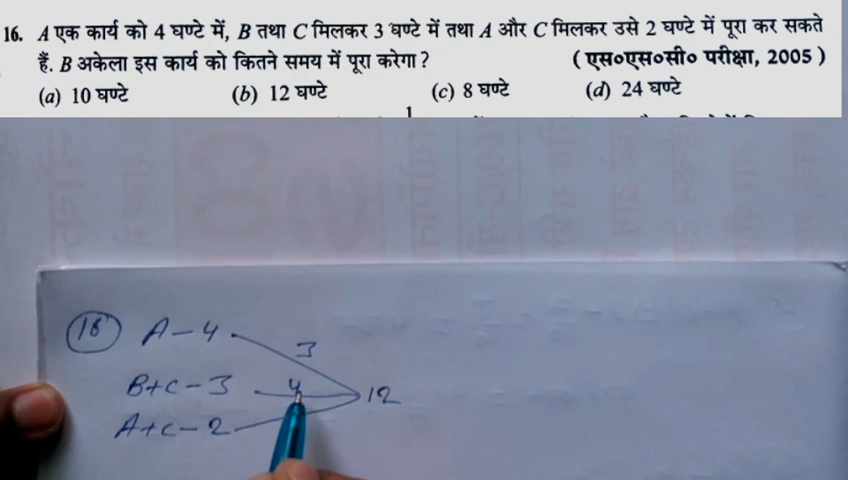 16. A एक कार्य को 4 घण्टे में, B तथा C मिलकर 3 घण्टे में तथा A और C मिलकर उसे 2 घण्टे में पूरा कर सकते
हैं. B अकेला इस कार्य को कितने समय में पूरा करेगा ? (एस०एस०सी० परीक्षा, 2005)
(a) 10 घण्टे (b) 12 घण्टे (c) 8 घण्टे (d) 24 घण्टे
A - 4
3
B+C - 3 4 12
A+C - 2